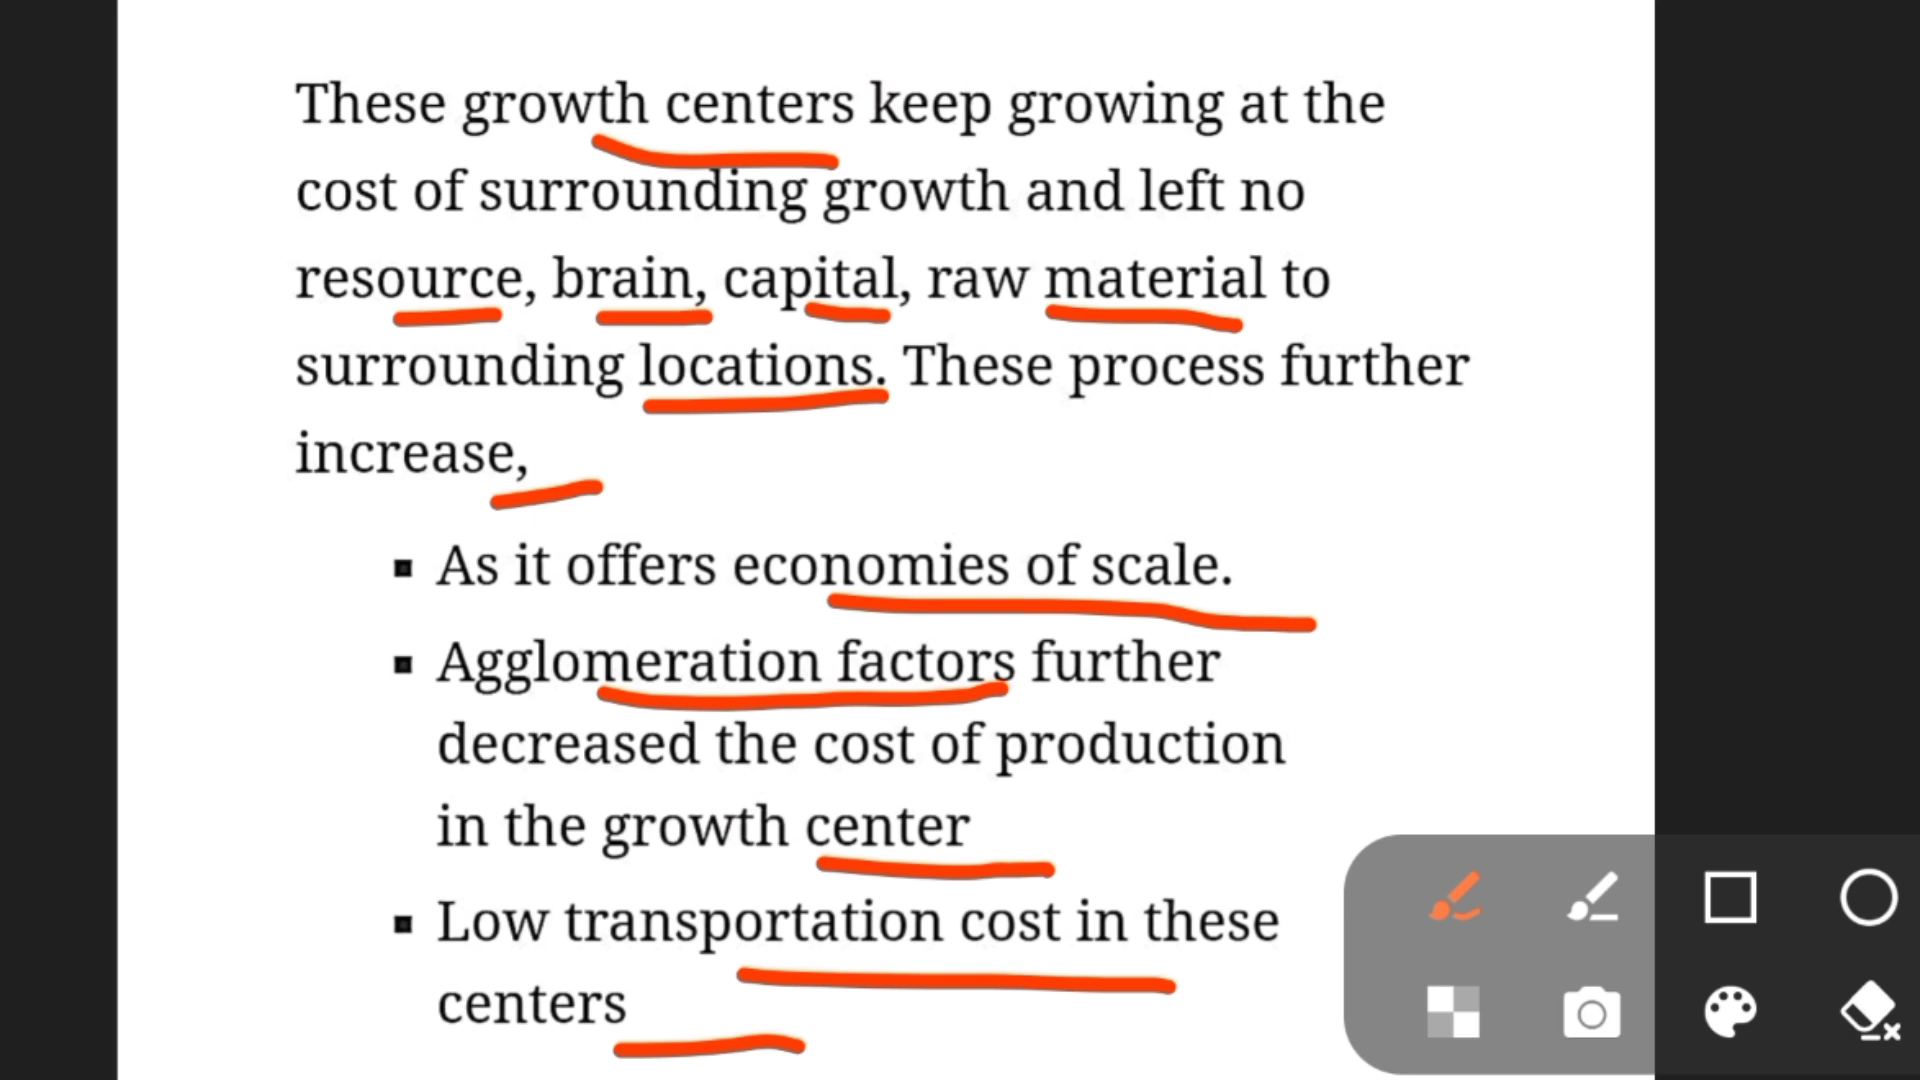 These growth centers keep growing at the
cost of surrounding growth and left no
resource, brain, capital, raw material to
surrounding locations. These process further
increase,
▪ As it offers economies of scale.
▪ Agglomeration factors further
decreased the cost of production
in the growth center
▪ Low transportation cost in these
centers